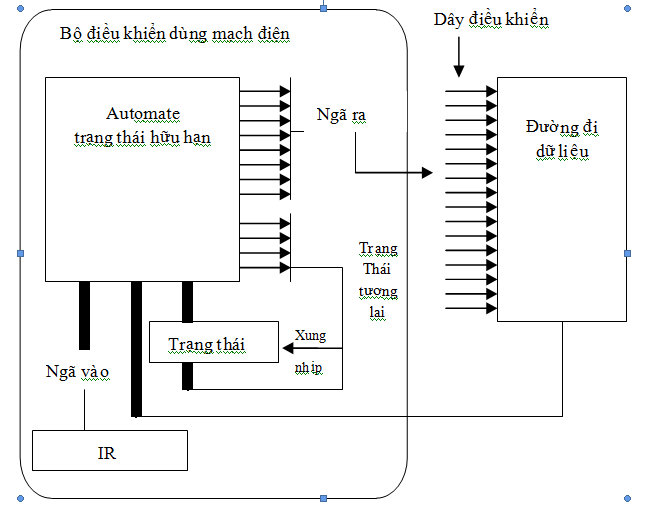 Bộ điều khiển dùng mạch điện
Dây điều khiển
Automate
trạng thái hữu hạn
Ngã ra
Đường đi
dữ liệu
Trạng
Thái
tương
lai
Trạng thái
Xung
nhíp
Ngã vào
IR